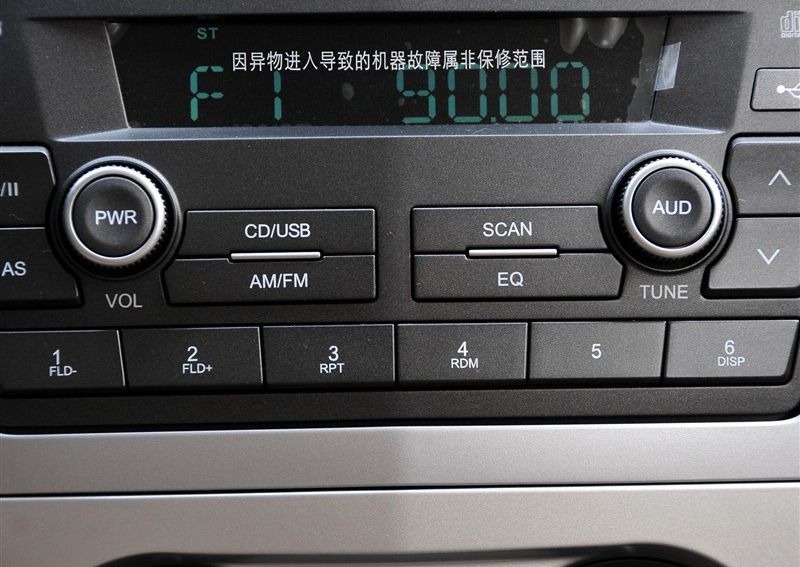 ST
因异物进入导致的机器故障属非保修范围
F1 90.00
PWR
AUD
CD/USB
SCAN
AS
AM/FM
EQ
VOL
TUNE
1
FLD-
2
FLD+
3
RPT
4
RDM
5
6
DISP